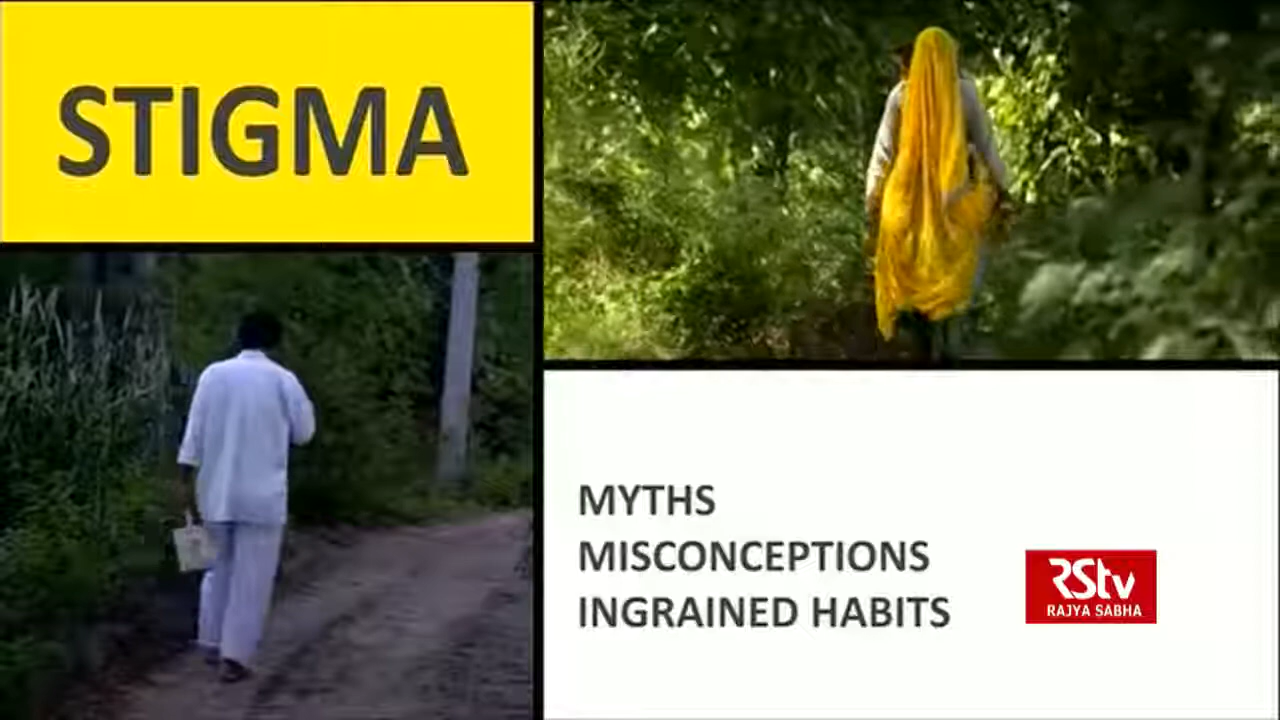 STIGMA
MYTHS
MISCONCEPTIONS
INGRAINED HABITS
RStv
RAJYA SABHA